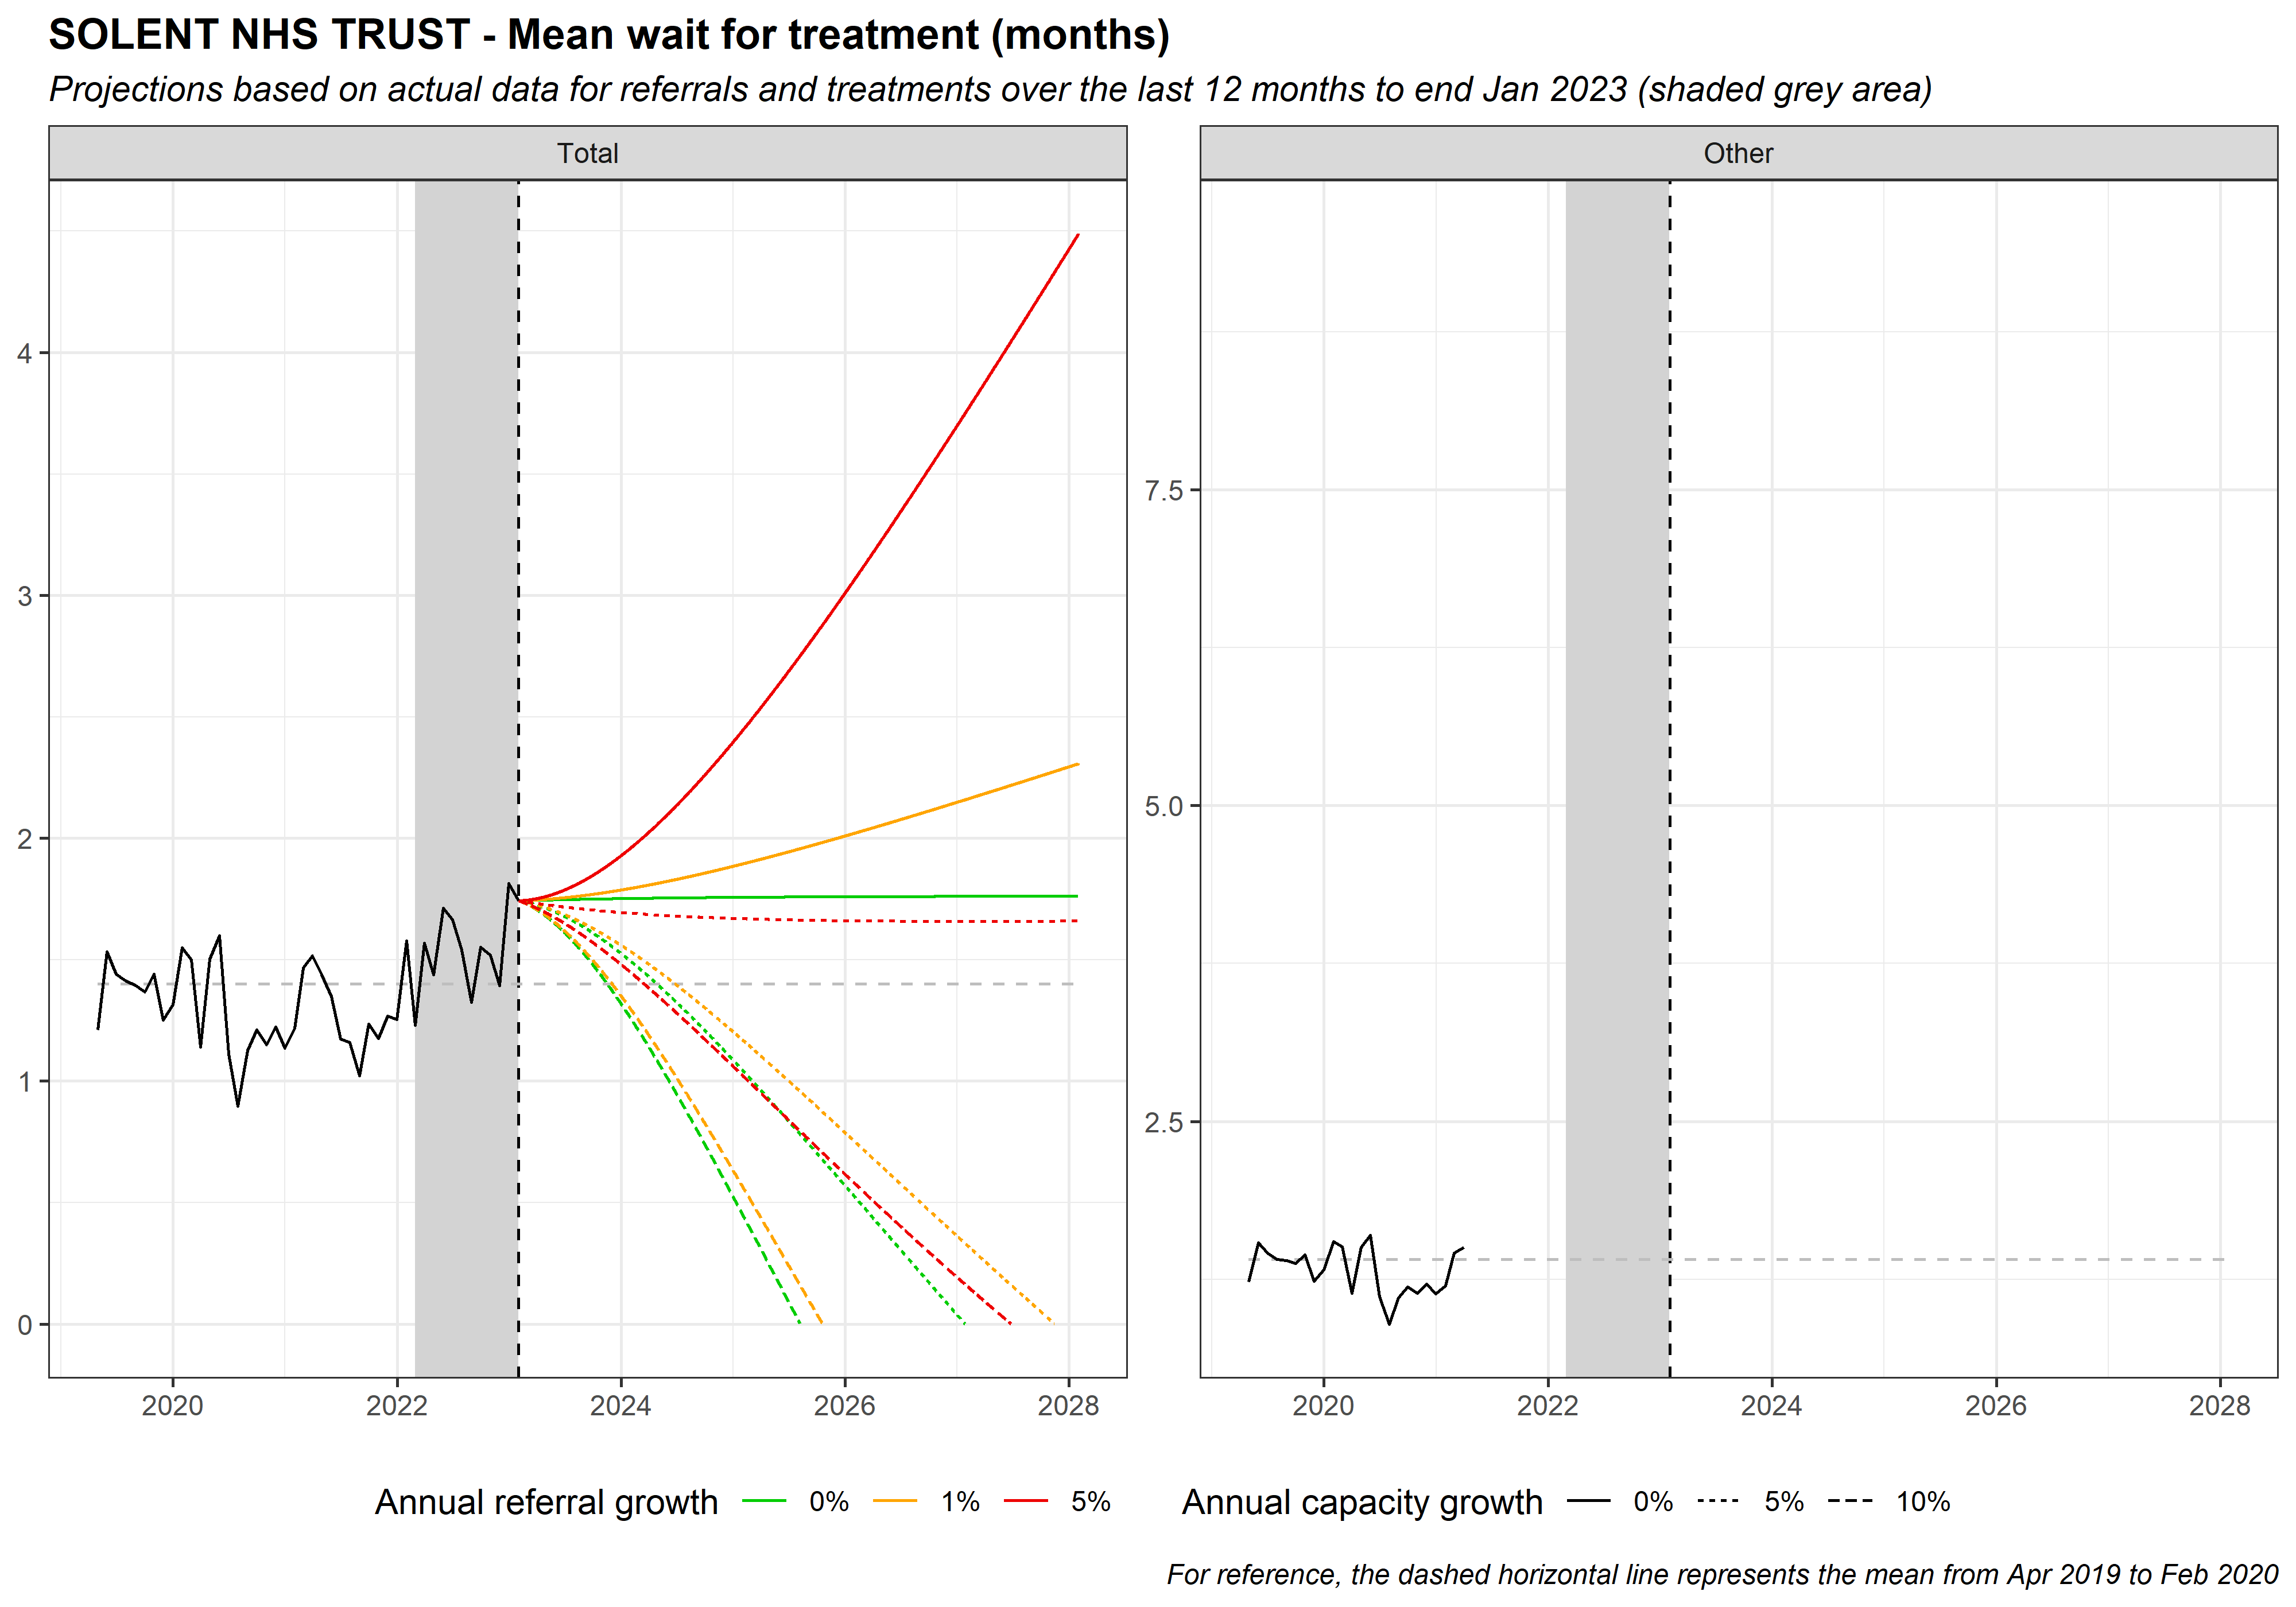 SOLENT NHS TRUST - Mean wait for treatment (months)
Projections based on actual data for referrals and treatments over the last 12 months to end Jan 2023 (shaded grey area)
Total
4
3
2
1
0
2020 2022 2024 2026 2028
Other
7.5
5.0
2.5
2020 2022 2024 2026 2028
Annual referral growth 0% 1% 5%
Annual capacity growth 0% 5% 10%
For reference, the dashed horizontal line represents the mean from Apr 2019 to Feb 2020